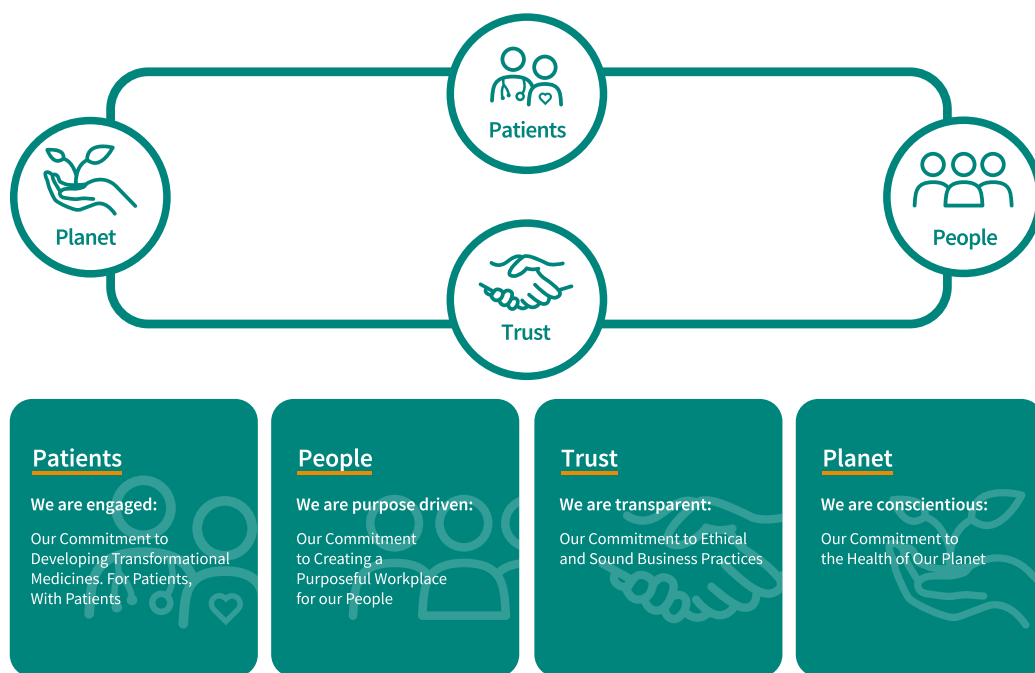 Patients
Planet
People
Trust
Patients
We are engaged:
Our Commitment to
Developing Transformational
Medicines. For Patients,
With Patients
People
We are purpose driven:
Our Commitment
to Creating a
Purposeful Workplace
for our People
Trust
We are transparent:
Our Commitment to Ethical
and Sound Business Practices
Planet
We are conscientious:
Our Commitment to
the Health of Our Planet